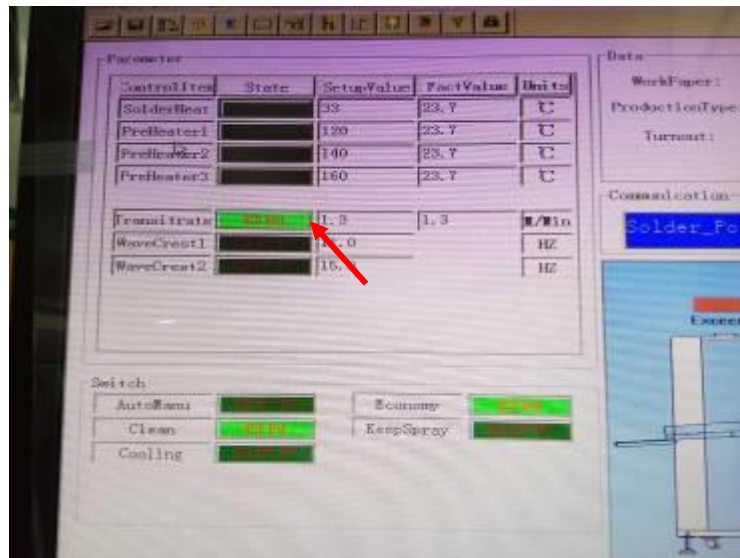 Parameter
ControlItem State SetupValue FactValue Units
SolderHeat 33 23.7 ℃
PreHeater1 120 23.7 ℃
PreHeater2 140 23.7 ℃
PreHeater3 160 23.7 ℃
Transitrate 1.3 1.3 M/Min
WaveCrest1 HZ
WaveCrest2 15. HZ
Switch
AutoManu Economy
Clean KeepSpray
Cooling
Data
WorkPaper:
ProductionType:
Turnout:
Communication
Solder_Po
Exceer